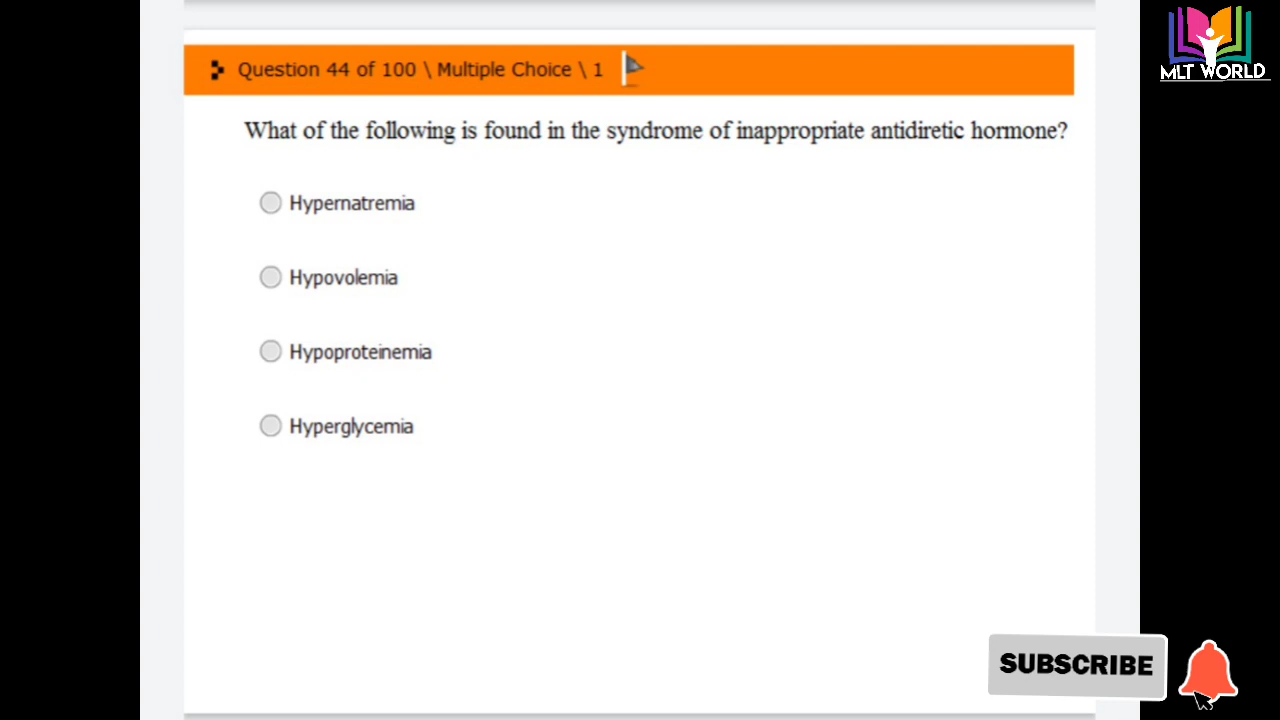 Question 44 of 100 \ Multiple Choice \ 1
MLT WORLD
What of the following is found in the syndrome of inappropriate antidiretic hormone?
Hypernatremia
Hypovolemia
Hypoproteinemia
Hyperglycemia
SUBSCRIBE